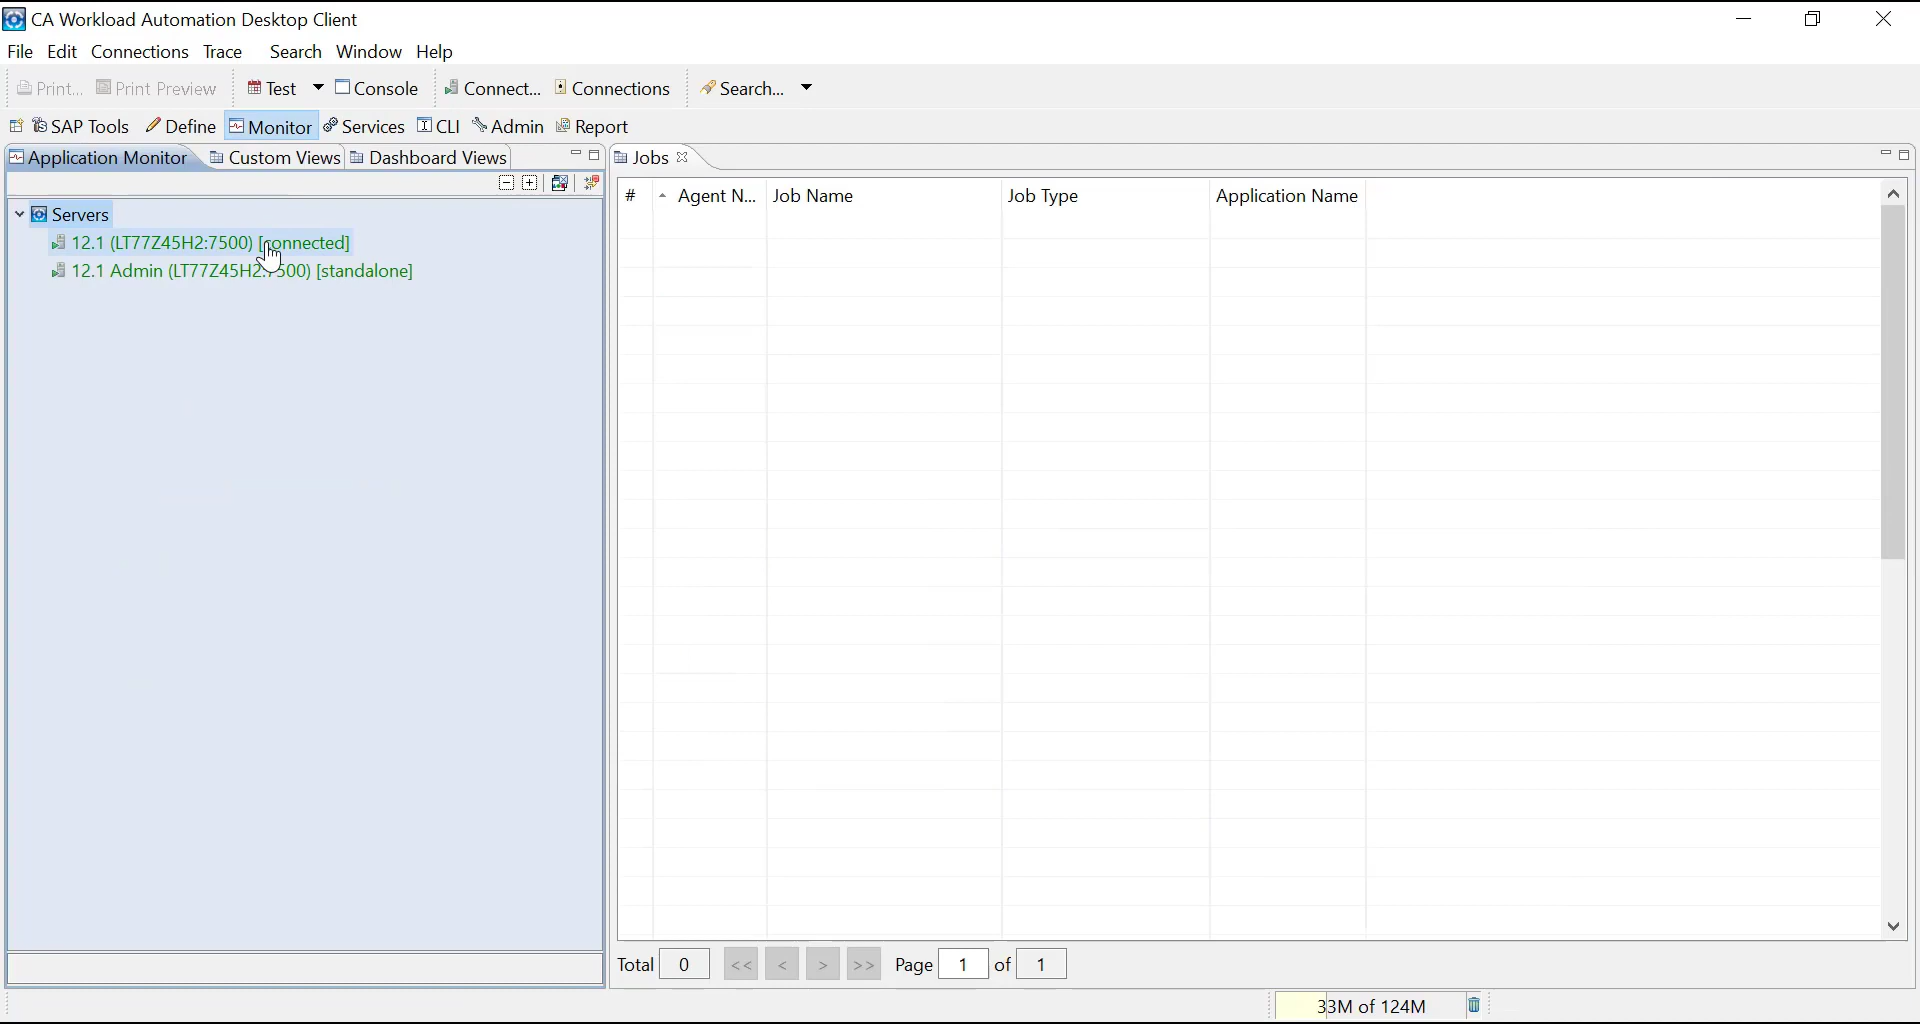 CA Workload Automation Desktop Client
File Edit Connections Trace Search Window Help
Print... Print Preview Test Console Connect... Connections Search...
SAP Tools Define Monitor Services CLI Admin Report
Application Monitor Custom Views Dashboard Views Jobs
# Agent N... Job Name Job Type Application Name
Servers
12.1 (LT77Z45H2:7500) [connected]
12.1 Admin (LT77Z45H2:7500) [standalone]
Total 0 << < > >> Page 1 of 1
33M of 124M